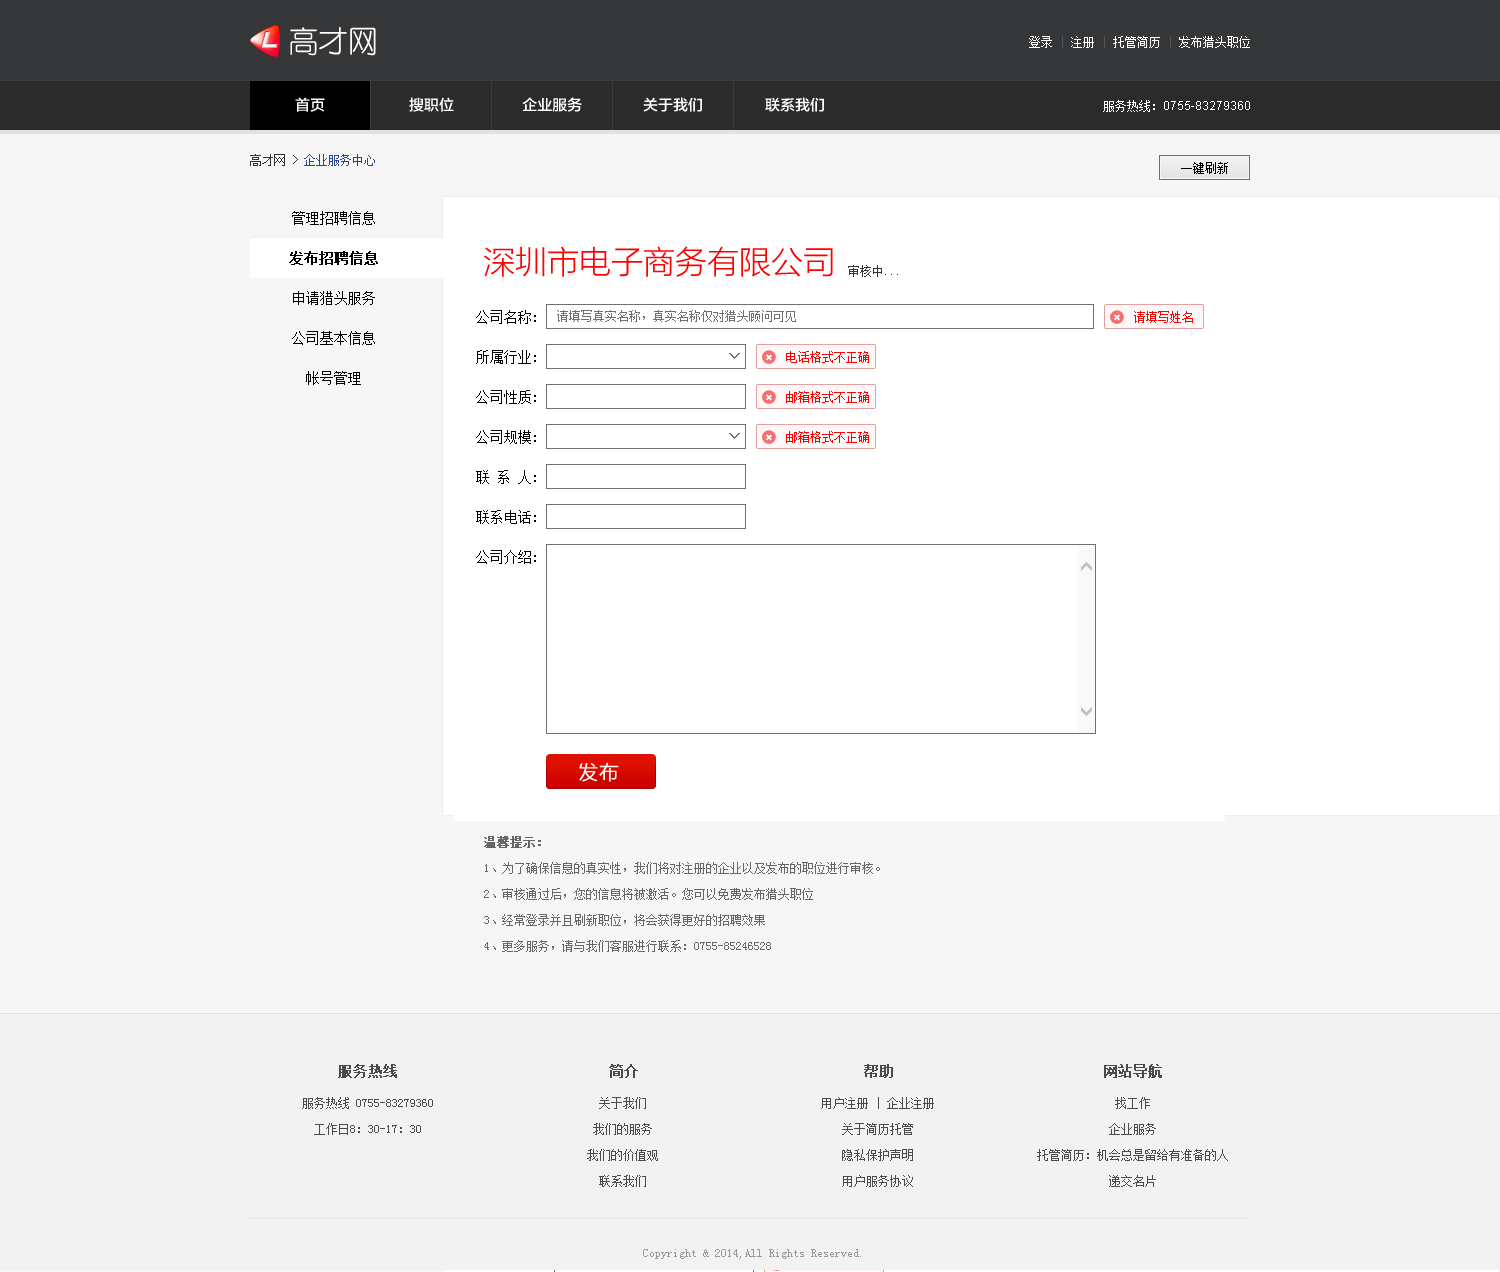 高才网
登录 注册 托管简历 发布猎头职位
首页 搜职位 企业服务 关于我们 联系我们 服务热线：0755-83279360
高才网 > 企业服务中心
一键刷新
管理招聘信息
发布招聘信息
申请猎头服务
公司基本信息
帐号管理
深圳市电子商务有限公司 审核中...
公司名称： 请填写真实名称，真实名称仅对猎头顾问可见 请填写姓名
所属行业： 电话格式不正确
公司性质： 邮箱格式不正确
公司规模： 邮箱格式不正确
联 系 人：
联系电话：
公司介绍：
发布
温馨提示：
1、为了确保信息的真实性，我们将对注册的企业以及发布的职位进行审核。
2、审核通过后，您的信息将被激活。您可以免费发布猎头职位
3、经常登录并且刷新职位，将会获得更好的招聘效果
4、更多服务，请与我们客服进行联系：0755-85246528
服务热线
服务热线 0755-83279360
工作日8：30-17：30
简介
关于我们
我们的服务
我们的价值观
联系我们
帮助
用户注册 | 企业注册
关于简历托管
隐私保护声明
用户服务协议
网站导航
找工作
企业服务
托管简历：机会总是留给有准备的人
递交名片
Copyright @ 2014,All Rights Reserved.